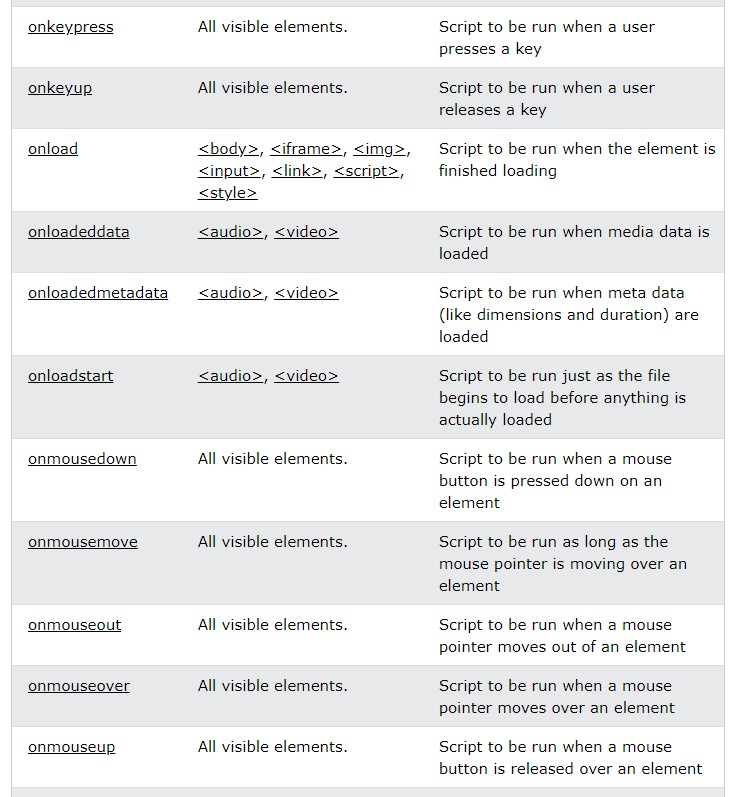 onkeypress All visible elements. Script to be run when a user
presses a key
onkeyup All visible elements. Script to be run when a user
releases a key
onload <body>, <iframe>, <img>, Script to be run when the element is
<input>, <link>, <script>, finished loading
<style>
onloadeddata <audio>, <video> Script to be run when media data is
loaded
onloadedmetadata <audio>, <video> Script to be run when meta data
(like dimensions and duration) are
loaded
onloadstart <audio>, <video> Script to be run just as the file
begins to load before anything is
actually loaded
onmousedown All visible elements. Script to be run when a mouse
button is pressed down on an
element
onmousemove All visible elements. Script to be run as long as the
mouse pointer is moving over an
element
onmouseout All visible elements. Script to be run when a mouse
pointer moves out of an element
onmouseover All visible elements. Script to be run when a mouse
pointer moves over an element
onmouseup All visible elements. Script to be run when a mouse
button is released over an element